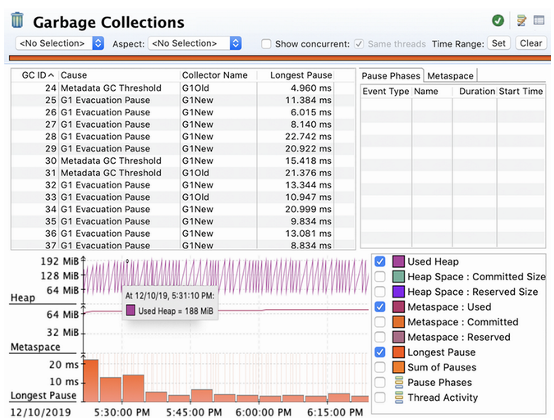 Garbage Collections
<No Selection> Aspect: <No Selection> Show concurrent: Same threads Time Range: Set Clear
GC ID Cause Collector Name Longest Pause
24 Metadata GC Threshold G1Old 4.960 ms
25 G1 Evacuation Pause G1New 11.384 ms
26 G1 Evacuation Pause G1New 6.015 ms
27 G1 Evacuation Pause G1New 8.140 ms
28 G1 Evacuation Pause G1New 22.742 ms
29 G1 Evacuation Pause G1New 20.922 ms
30 Metadata GC Threshold G1New 15.418 ms
31 Metadata GC Threshold G1Old 21.376 ms
32 G1 Evacuation Pause G1New 13.344 ms
33 G1 Evacuation Pause G1New 10.947 ms
34 G1 Evacuation Pause G1New 20.999 ms
35 G1 Evacuation Pause G1New 9.834 ms
36 G1 Evacuation Pause G1New 13.081 ms
37 G1 Evacuation Pause G1New 8.834 ms
Pause Phases Metaspace
Event Type Name Duration Start Time
192 MiB
128 MiB
64 MiB
Heap
At 12/10/19, 5:31:10 PM:
Used Heap = 188 MiB
64 MiB
32 MiB
Metaspace
20 ms
10 ms
Longest Pause
12/10/2019 5:30:00 PM 5:45:00 PM 6:00:00 PM 6:15:00 PM
Used Heap
Heap Space : Committed Size
Heap Space : Reserved Size
Metaspace : Used
Metaspace : Committed
Metaspace : Reserved
Longest Pause
Sum of Pauses
Pause Phases
Thread Activity